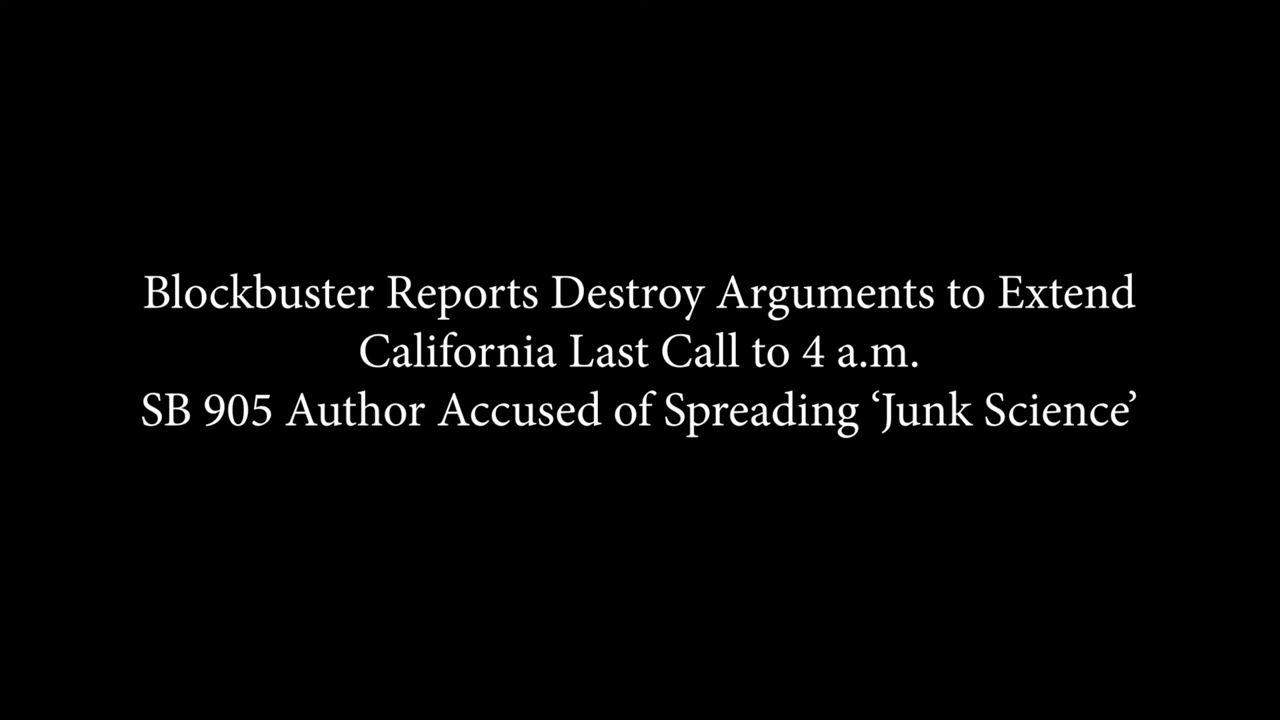 Blockbuster Reports Destroy Arguments to Extend
California Last Call to 4 a.m.
SB 905 Author Accused of Spreading ‘Junk Science’